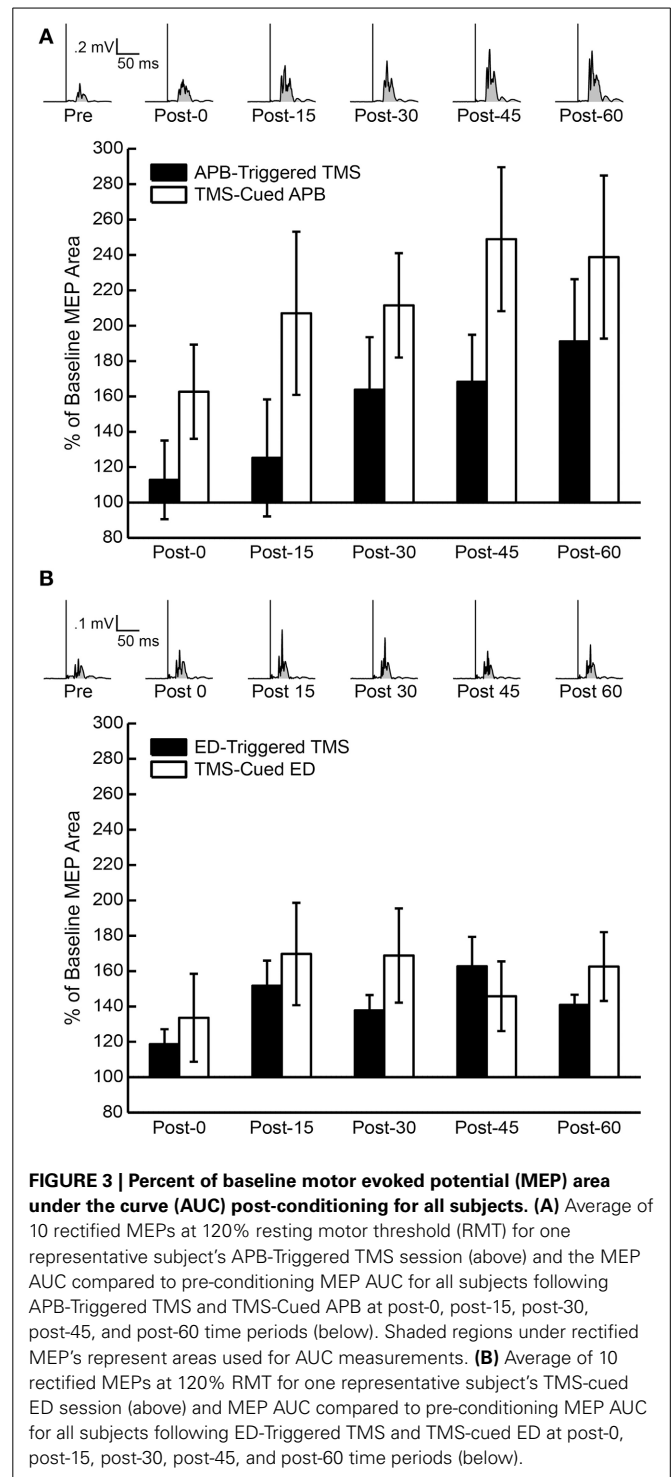 A
.2 mV
50 ms
Pre Post-0 Post-15 Post-30 Post-45 Post-60
300
280
260
240
220
200
180
160
140
120
100
80
% of Baseline MEP Area
APB-Triggered TMS
TMS-Cued APB
Post-0 Post-15 Post-30 Post-45 Post-60
B
.1 mV
50 ms
Pre Post 0 Post 15 Post 30 Post 45 Post 60
300
280
260
240
220
200
180
160
140
120
100
80
% of Baseline MEP Area
ED-Triggered TMS
TMS-Cued ED
Post-0 Post-15 Post-30 Post-45 Post-60
FIGURE 3 | Percent of baseline motor evoked potential (MEP) area
under the curve (AUC) post-conditioning for all subjects. (A) Average of
10 rectified MEPs at 120% resting motor threshold (RMT) for one
representative subject's APB-Triggered TMS session (above) and the MEP
AUC compared to pre-conditioning MEP AUC for all subjects following
APB-Triggered TMS and TMS-Cued APB at post-0, post-15, post-30,
post-45, and post-60 time periods (below). Shaded regions under rectified
MEP's represent areas used for AUC measurements. (B) Average of 10
rectified MEPs at 120% RMT for one representative subject's TMS-cued
ED session (above) and MEP AUC compared to pre-conditioning MEP AUC
for all subjects following ED-Triggered TMS and TMS-cued ED at post-0,
post-15, post-30, post-45, and post-60 time periods (below).